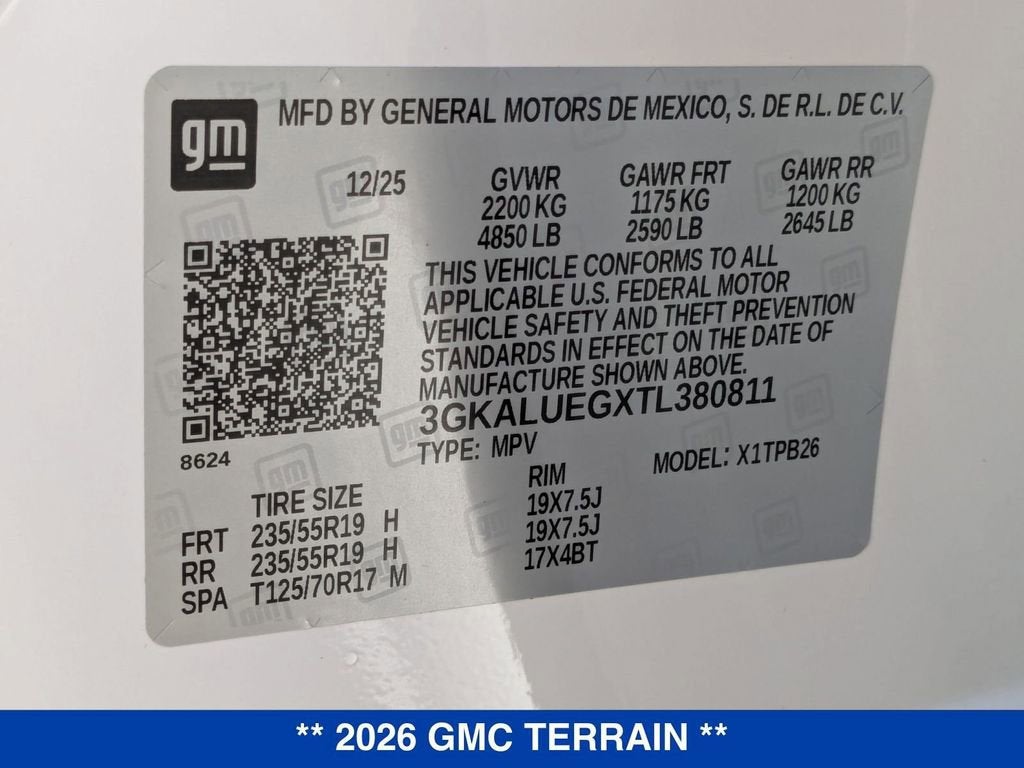 gm
MFD BY GENERAL MOTORS DE MEXICO, S. DE R.L. DE C.V.
12/25
GVWR GAWR FRT GAWR RR
2200 KG 1175 KG 1200 KG
4850 LB 2590 LB 2645 LB
THIS VEHICLE CONFORMS TO ALL
APPLICABLE U.S. FEDERAL MOTOR
VEHICLE SAFETY AND THEFT PREVENTION
STANDARDS IN EFFECT ON THE DATE OF
MANUFACTURE SHOWN ABOVE.
3GKALUEGXTL380811
8624
TYPE: MPV MODEL: X1TPB26
TIRE SIZE RIM
FRT 235/55R19 H 19X7.5J
RR 235/55R19 H 19X7.5J
SPA T125/70R17 M 17X4BT
** 2026 GMC TERRAIN **